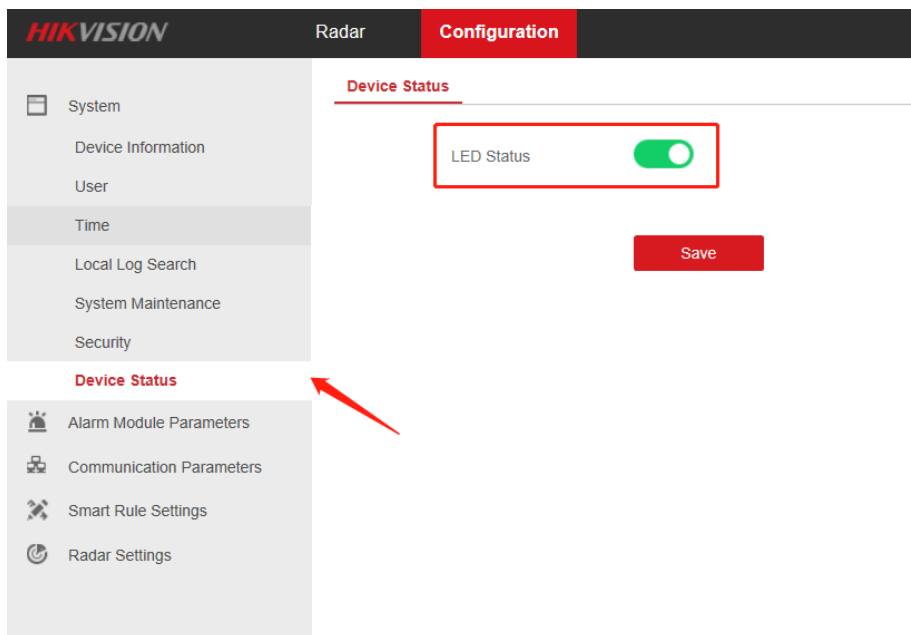 HIKVISION
Radar
Configuration
System
Device Information
User
Time
Local Log Search
System Maintenance
Security
Device Status
Alarm Module Parameters
Communication Parameters
Smart Rule Settings
Radar Settings
Device Status
LED Status
Save